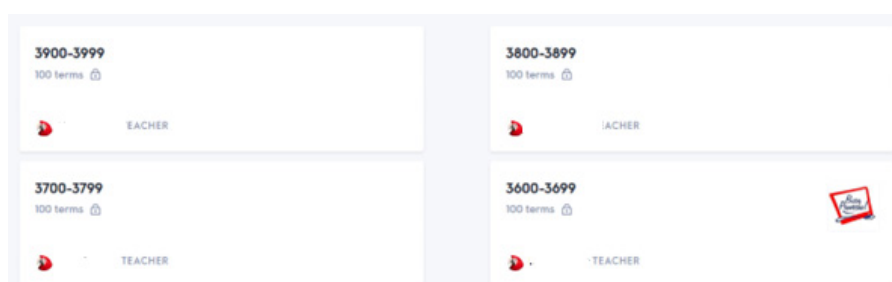 3900-3999
100 terms
EACHER
3800-3899
100 terms
ACHER
3700-3799
100 terms
TEACHER
3600-3699
100 terms
TEACHER